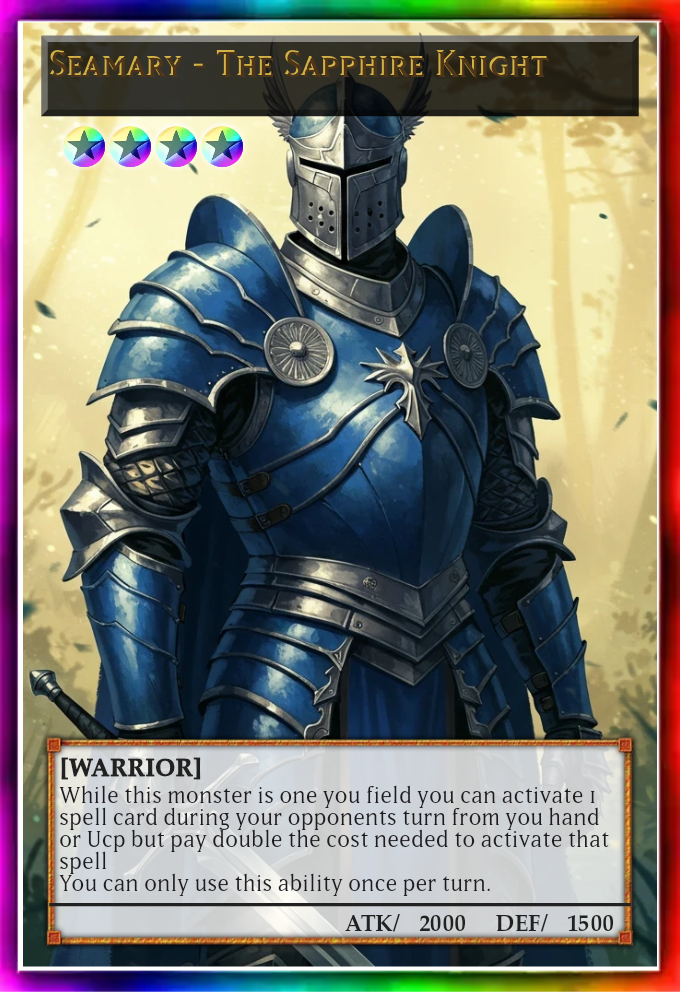 Seamary - The Sapphire Knight
[WARRIOR]
While this monster is one you field you can activate 1
spell card during your opponents turn from you hand
or Ucp but pay double the cost needed to activate that
spell
You can only use this ability once per turn.
ATK/ 2000 DEF/ 1500